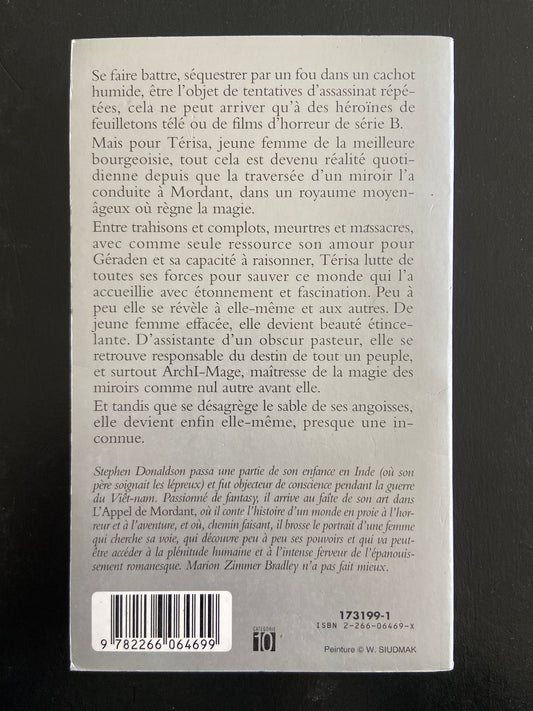 Se faire battre, séquestrer par un fou dans un cachot
humide, être l'objet de tentatives d'assassinat répé-
tées, cela ne peut arriver qu'à des héroïnes de
feuilletons télé ou de films d'horreur de série B.
Mais pour Térisa, jeune femme de la meilleure
bourgeoisie, tout cela est devenu réalité quoti-
dienne depuis que la traversée d'un miroir l'a
conduite à Mordant, dans un royaume moyen-
âgeux où règne la magie.
Entre trahisons et complots, meurtres et massacres,
avec comme seule ressource son amour pour
Géraden et sa capacité à raisonner, Térisa lutte de
toutes ses forces pour sauver ce monde qui l'a
accueillie avec étonnement et fascination. Peu à
peu elle se révèle à elle-même et aux autres. De
jeune femme effacée, elle devient beauté étince-
lante. D'assistante d'un obscur pasteur, elle se
retrouve responsable du destin de tout un peuple,
et surtout ArchI-Mage, maîtresse de la magie des
miroirs comme nul autre avant elle.
Et tandis que se désagrège le sable de ses angoisses,
elle devient enfin elle-même, presque une in-
connue.
Stephen Donaldson passa une partie de son enfance en Inde (où son
père soignait les lépreux) et fut objecteur de conscience pendant la guerre
du Viêt-nam. Passionné de fantasy, il arrive au faîte de son art dans
L'Appel de Mordant, où il conte l'histoire d'un monde en proie à l'hor-
reur et à l'aventure, et où, chemin faisant, il brosse le portrait d'une femme
qui cherche sa voie, qui découvre peu à peu ses pouvoirs et qui va peut-
être accéder à la plénitude humaine et à l'intense ferveur de l'épanouis-
sement romanesque. Marion Zimmer Bradley n'a pas fait mieux.
9 782266 064699
CATÉGORIE
10
173199-1
ISBN 2-266-06469-X
Peinture © W. SIUDMAK